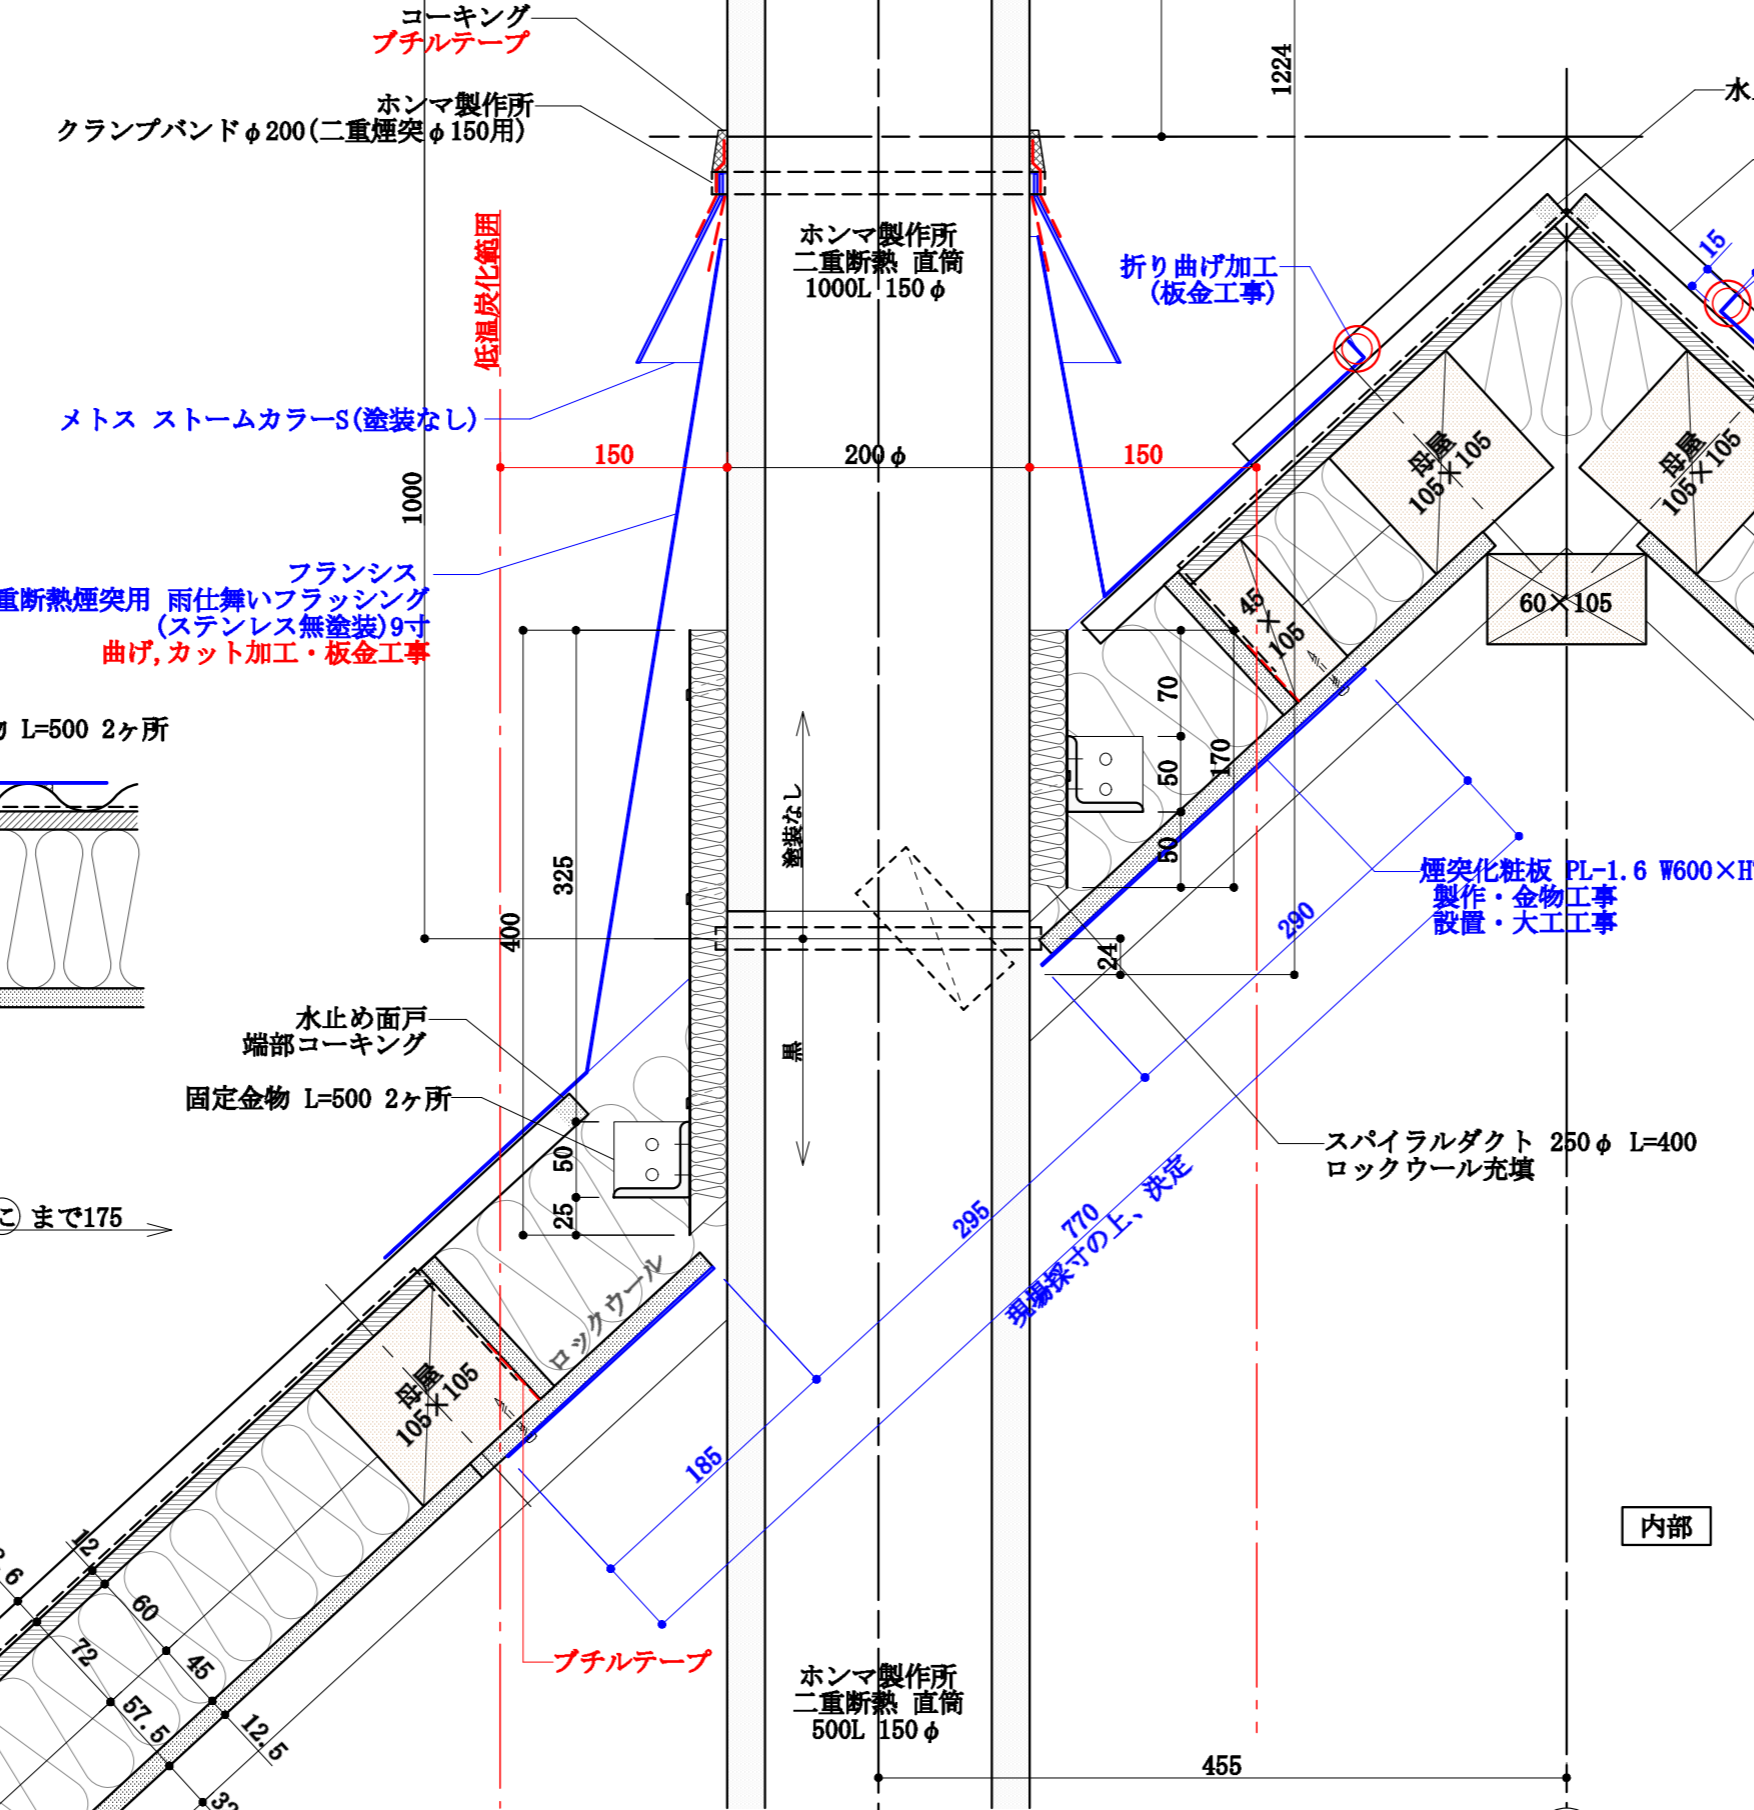 コーキング
ブチルテープ
ホンマ製作所
クランプバンドφ200(二重煙突φ150用)
低温炭化範囲
ホンマ製作所
二重断熱 直筒
1000L 150φ
1224
水
折り曲げ加工
(板金工事)
15
メトス ストームカラーS(塗装なし)
150
200φ
150
1000
母屋
105×105
母屋
105×105
フランシス
重断熱煙突用 雨仕舞いフラッシング
(ステンレス無塗装)9寸
曲げ,カット加工・板金工事
45
×
105
60×105
L=500 2ヶ所
70
50
170
50
塗装なし
325
400
煙突化粧板 PL-1.6 W600×H
製作・金物工事
設置・大工工事
290
24
水止め面戸
端部コーキング
黒
固定金物 L=500 2ヶ所
50
25
スパイラルダクト 250φ L=400
ロックウール充填
まで175
295
770
現場採寸の上、決定
ロックウール
母屋
105×105
185
内部
12
60
72
45
57.5
12.5
ブチルテープ
ホンマ製作所
二重断熱 直筒
500L 150φ
455